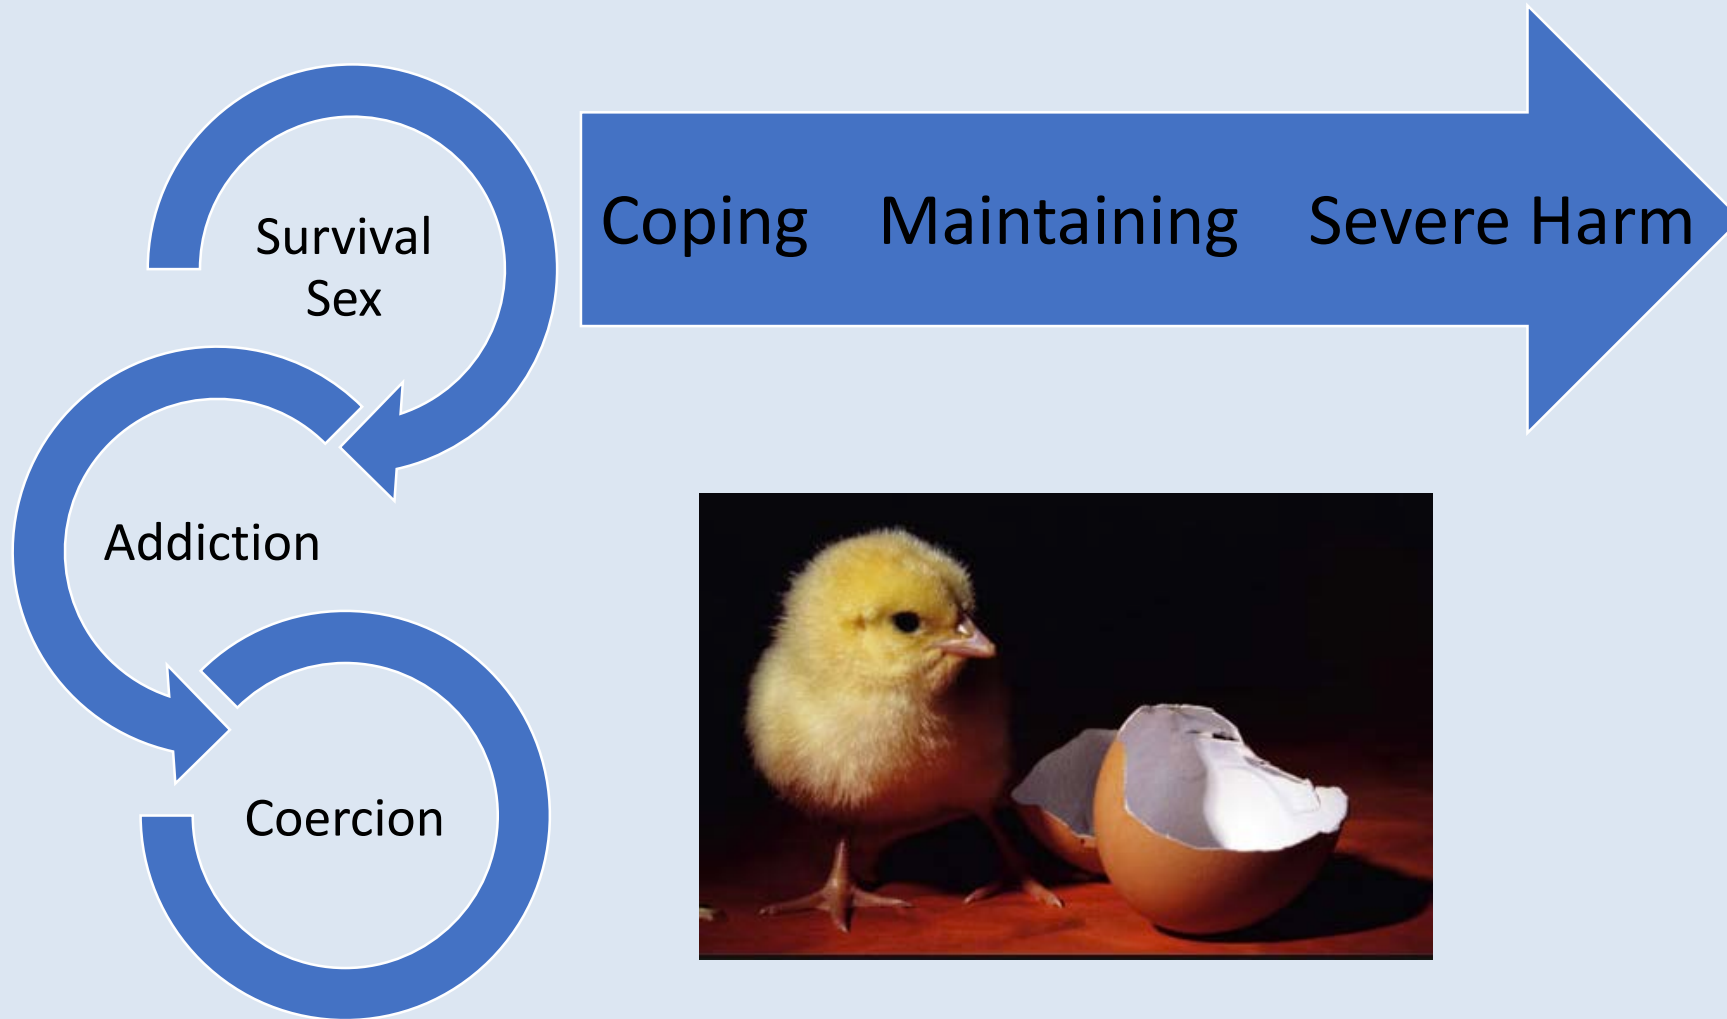 Survival
Sex
Addiction
Coercion
Coping Maintaining Severe Harm